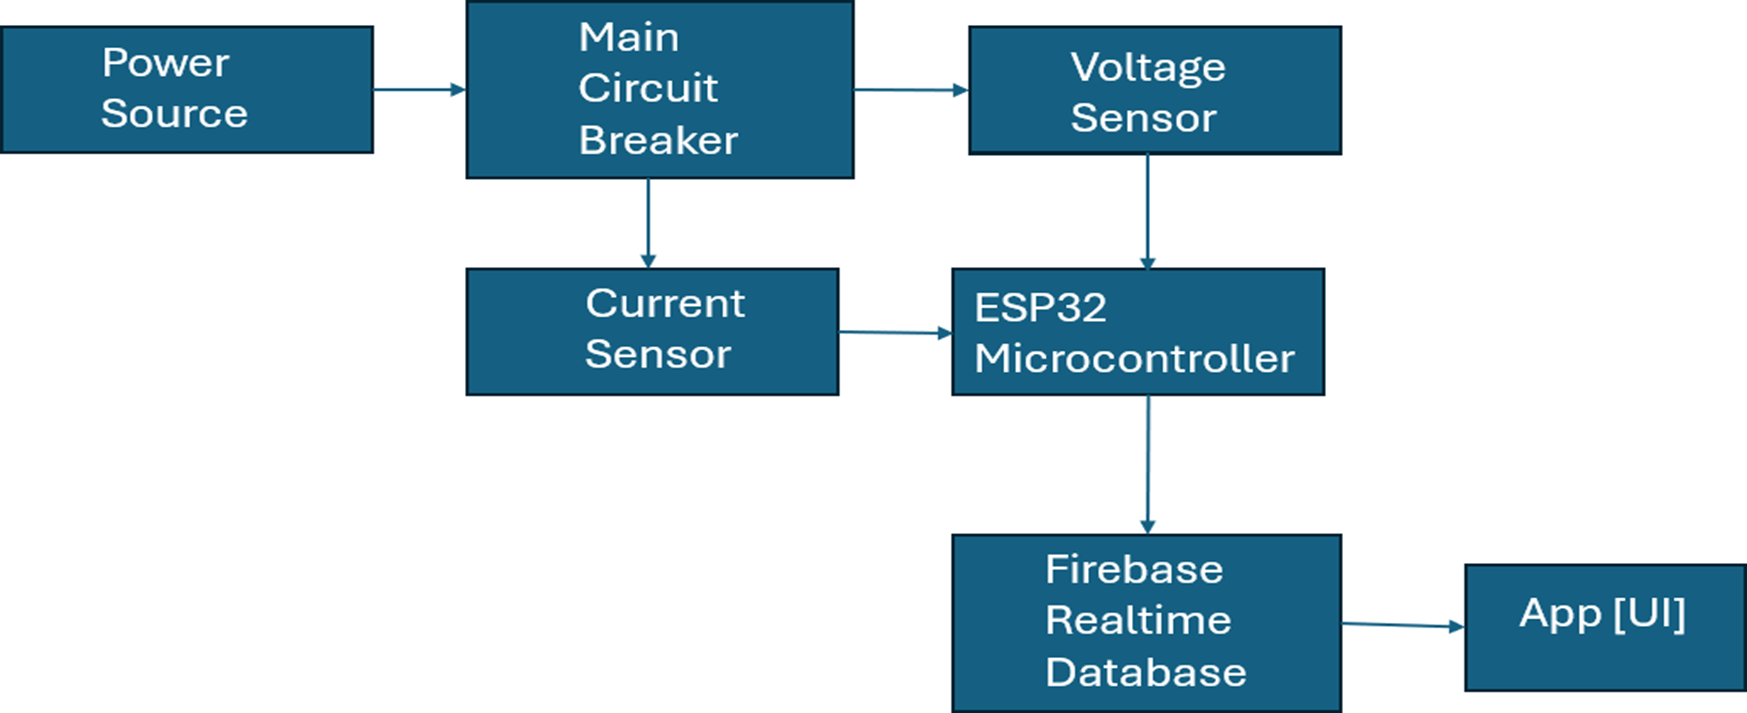 Power
Source
Main
Circuit
Breaker
Voltage
Sensor
Current
Sensor
ESP32
Microcontroller
Firebase
Realtime
Database
App [UI]